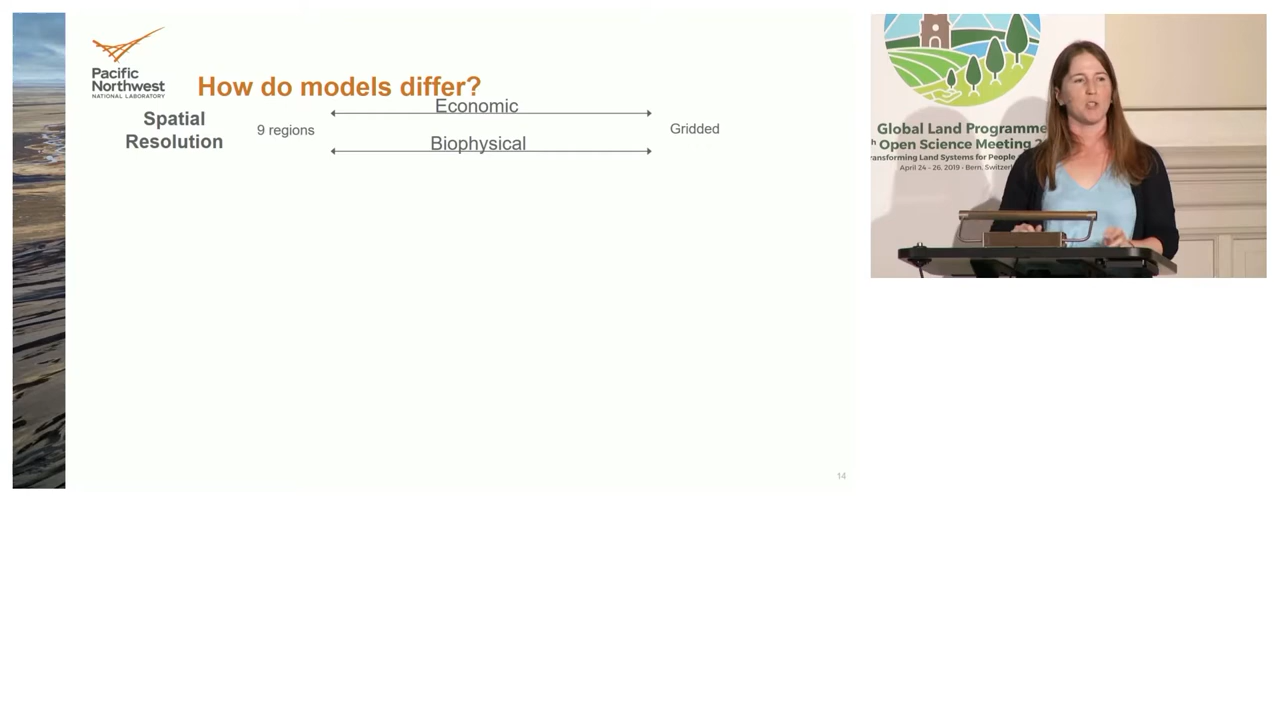 Pacific
Northwest
NATIONAL LABORATORY
How do models differ?
Spatial
Resolution
9 regions
Economic
Biophysical
Gridded
14
Global Land Programme
Open Science Meeting
ransforming Land Systems for People
April 24 - 26, 2019 • Bern, Switzerl